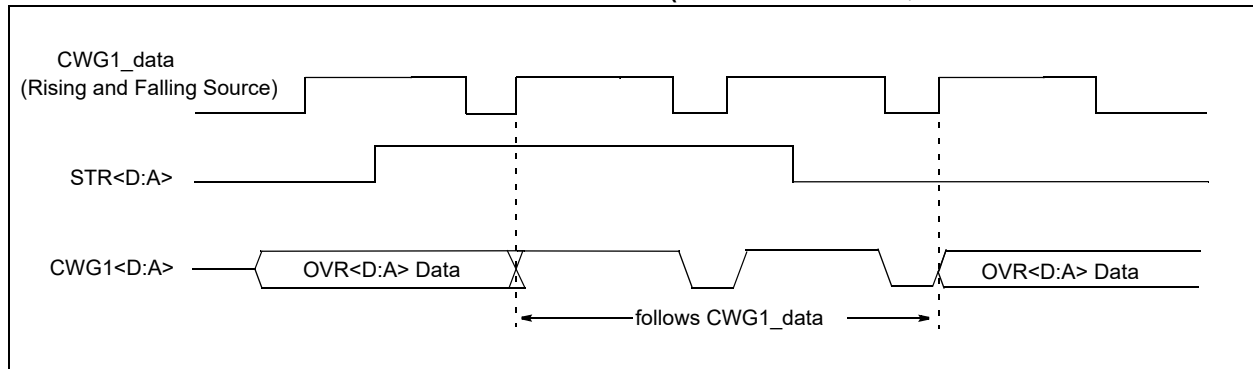 CWG1_data
(Rising and Falling Source)
STR<D:A>
CWG1<D:A>
OVR<D:A> Data
OVR<D:A> Data
follows CWG1_data